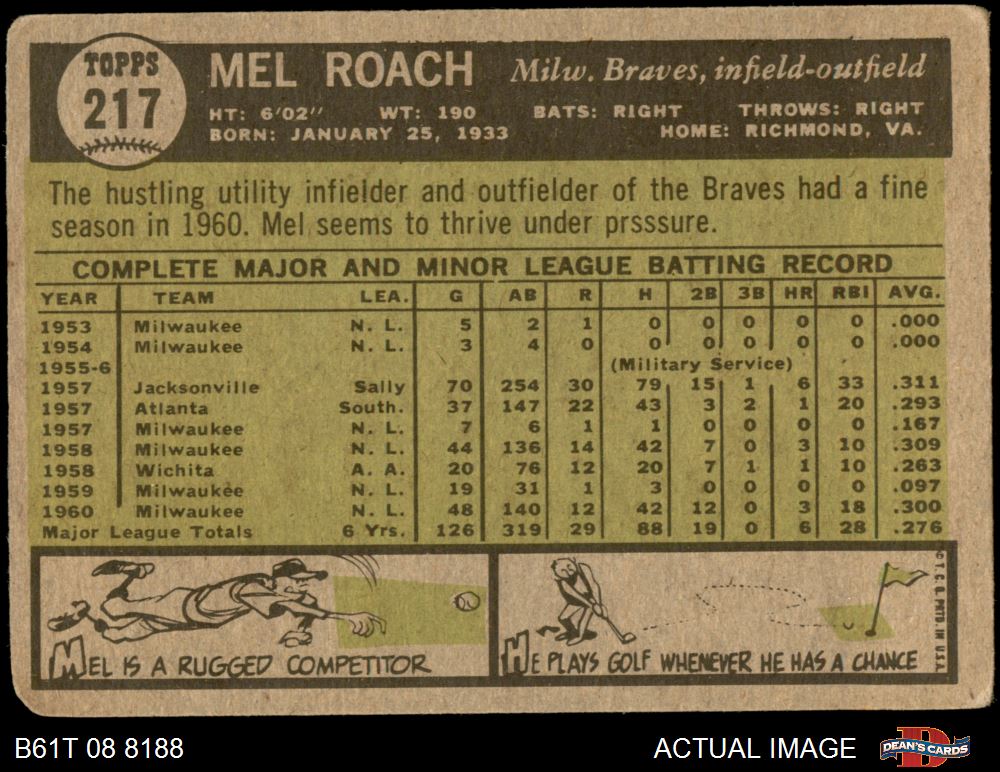 TOPPS
217
MEL ROACH Milw. Braves, infield-outfield
HT: 6'02" WT: 190 BATS: RIGHT THROWS: RIGHT
BORN: JANUARY 25, 1933 HOME: RICHMOND, VA.
The hustling utility infielder and outfielder of the Braves had a fine
season in 1960. Mel seems to thrive under prsssure.
COMPLETE MAJOR AND MINOR LEAGUE BATTING RECORD
YEAR TEAM LEA. G AB R H 2B 3B HR RBI AVG.
1953 Milwaukee N. L. 5 2 1 0 0 0 0 0 .000
1954 Milwaukee N. L. 3 4 0 0 0 0 0 0 .000
1955-6 (Military Service)
1957 Jacksonville Sally 70 254 30 79 15 1 6 33 .311
1957 Atlanta South. 37 147 22 43 3 2 1 20 .293
1957 Milwaukee N. L. 7 6 1 1 0 0 0 0 .167
1958 Milwaukee N. L. 44 136 14 42 7 0 3 10 .309
1958 Wichita A. A. 20 76 12 20 7 1 1 10 .263
1959 Milwaukee N. L. 19 31 1 3 0 0 0 0 .097
1960 Milwaukee N. L. 48 140 12 42 12 0 3 18 .300
Major League Totals 6 Yrs. 126 319 29 88 19 0 6 28 .276
MEL IS A RUGGED COMPETITOR
HE PLAYS GOLF WHENEVER HE HAS A CHANCE
© T. C. G. PRTD. IN U.S.A.
B61T 08 8188 ACTUAL IMAGE DEAN'S CARDS